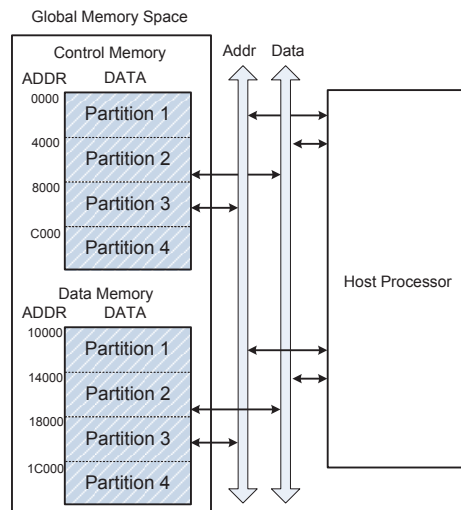 Global Memory Space
Control Memory
ADDR DATA
0000
Partition 1
4000
Partition 2
8000
Partition 3
C000
Partition 4
Data Memory
ADDR DATA
10000
Partition 1
14000
Partition 2
18000
Partition 3
1C000
Partition 4
Addr Data
Host Processor